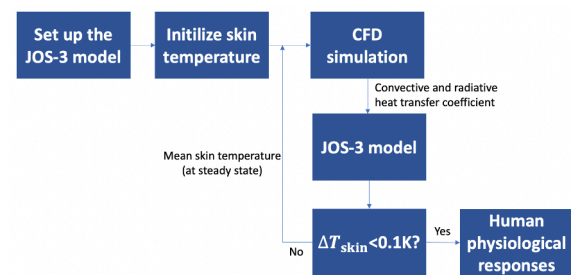 Set up the
JOS-3 model
Initilize skin
temperature
CFD
simulation
Convective and radiative
heat transfer coefficient
JOS-3 model
Mean skin temperature
(at steady state)
ΔTskin<0.1K?
No
Yes
Human
physiological
responses